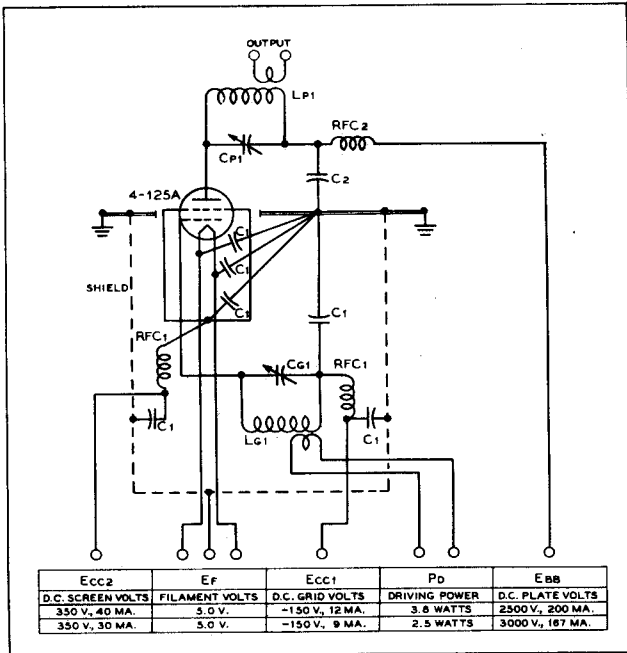 OUTPUT
LP1
RFC2
CP1
C2
4-125A
C1
C1
C1
SHIELD
C1
RFC1
CG1
RFC1
C1
LG1
C1
ECC2 EF ECC1 PD EBB
D.C. SCREEN VOLTS FILAMENT VOLTS D.C. GRID VOLTS DRIVING POWER D.C. PLATE VOLTS
350 V., 40 MA. 5.0 V. -150 V., 12 MA. 3.8 WATTS 2500 V., 200 MA.
350 V., 30 MA. 5.0 V. -150 V., 9 MA. 2.5 WATTS 3000 V., 167 MA.